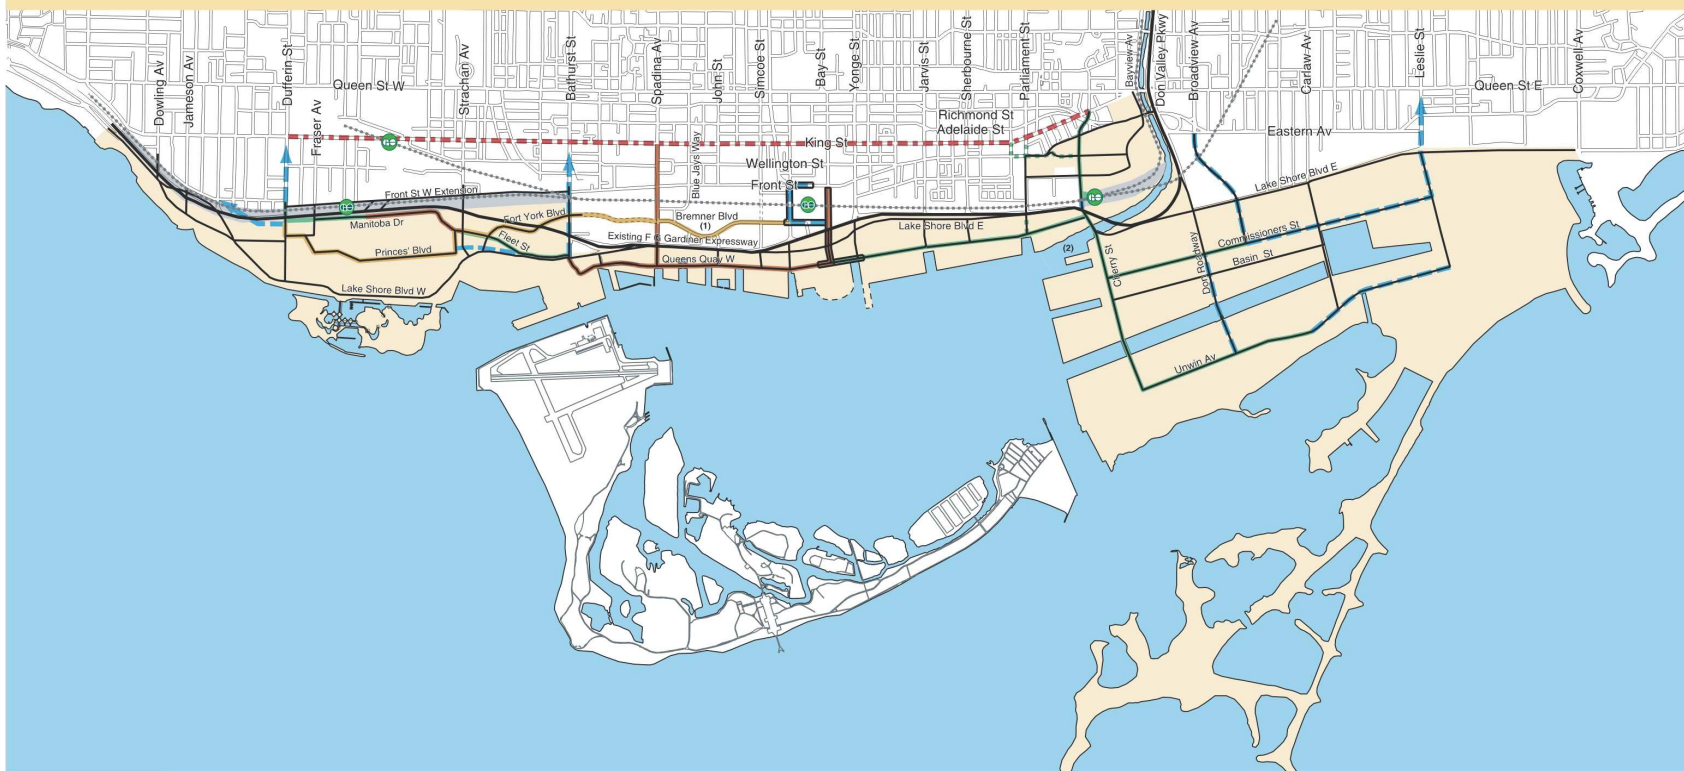 Dowling Av
Jameson Av
Dufferin St
Fraser Av
Queen St W
Strachan Av
Bathurst St
Spadina Av
Blue Jays Way
John St
Simcoe St
Bay St
Yonge St
Jarvis St
Sherbourne St
Parliament St
Bayview Av
Don Valley Pkwy
Broadview Av
Carlaw Av
Leslie St
Queen St E
Coxwell Av
Richmond St
Adelaide St
Eastern Av
King St
Wellington St
Front St
Front St W Extension
Manitoba Dr
Fort York Blvd
Bremner Blvd
(1)
Princes' Blvd
Fleet St
Existing F G Gardiner Expressway
Queens Quay W
Lake Shore Blvd W
Lake Shore Blvd E
Lake Shore Blvd E
(2)
Cherry St
Don Roadway
Commissioners St
Basin St
Unwin Av